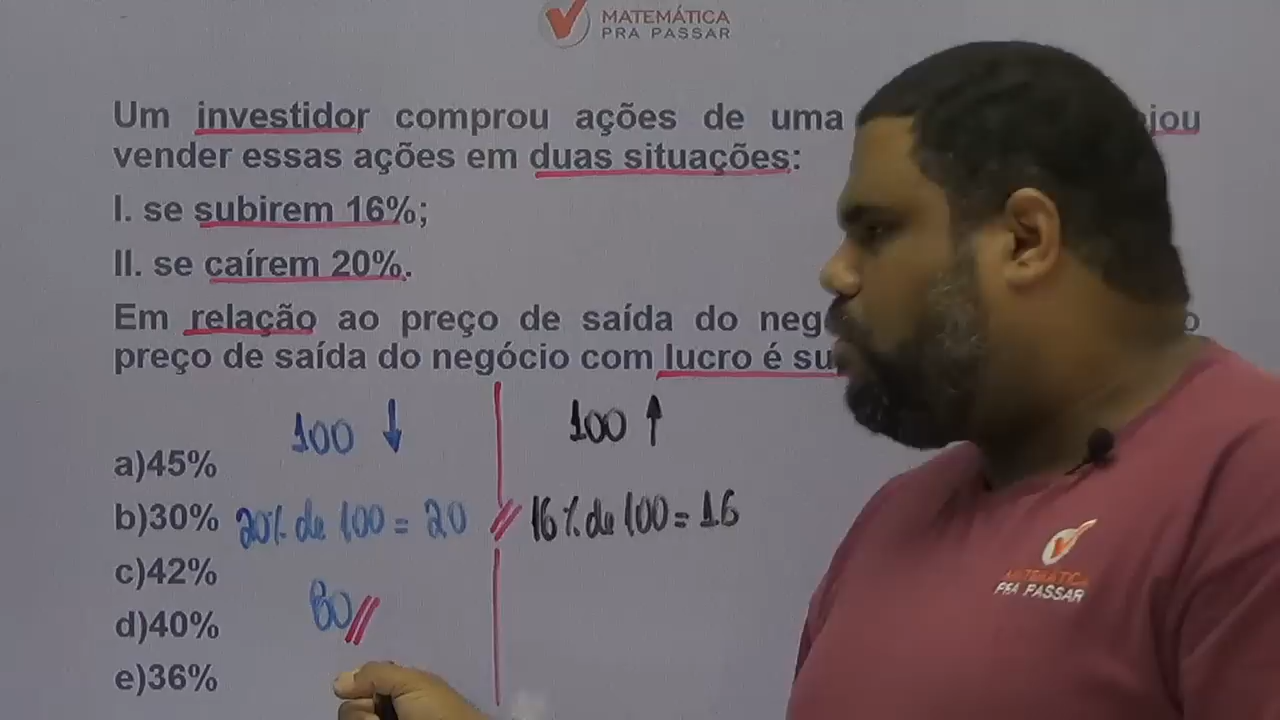 MATEMÁTICA
PRA PASSAR
Um investidor comprou ações de uma jou
vender essas ações em duas situações:
I. se subirem 16%;
II. se caírem 20%.
Em relação ao preço de saída do neg o
preço de saída do negócio com lucro é su
100 ↓ 100 ↑
a)45%
b)30% 20% de 100 = 20 // 16% de 100 = 16
c)42%
80//
d)40%
e)36%
MATEMÁTICA
PRA PASSAR